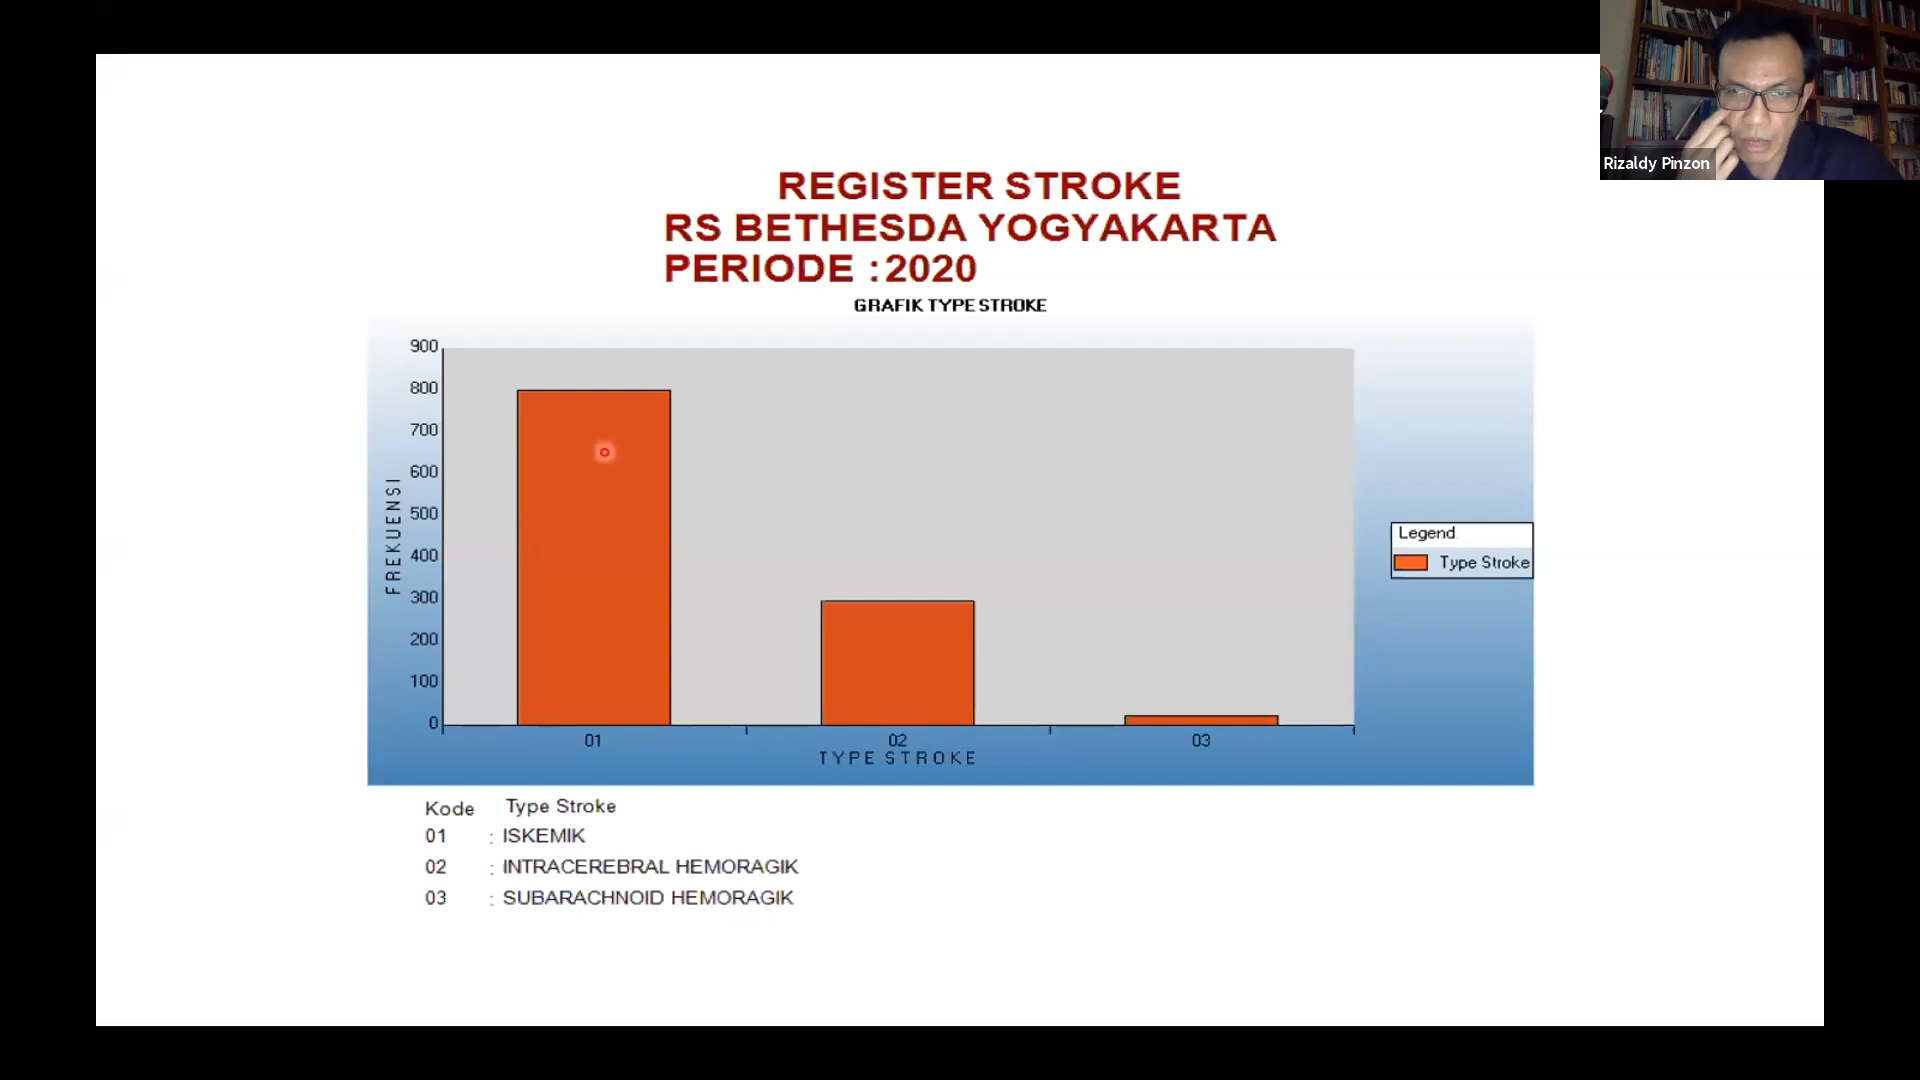 Rizaldy Pinzon
REGISTER STROKE
RS BETHESDA YOGYAKARTA
PERIODE : 2020
GRAFIK TYPE STROKE
900
800
700
600
500
400
300
200
100
0
FREKUENSI
01 02 03
TYPE STROKE
Legend
Type Stroke
Kode Type Stroke
01 : ISKEMIK
02 : INTRACEREBRAL HEMORAGIK
03 : SUBARACHNOID HEMORAGIK